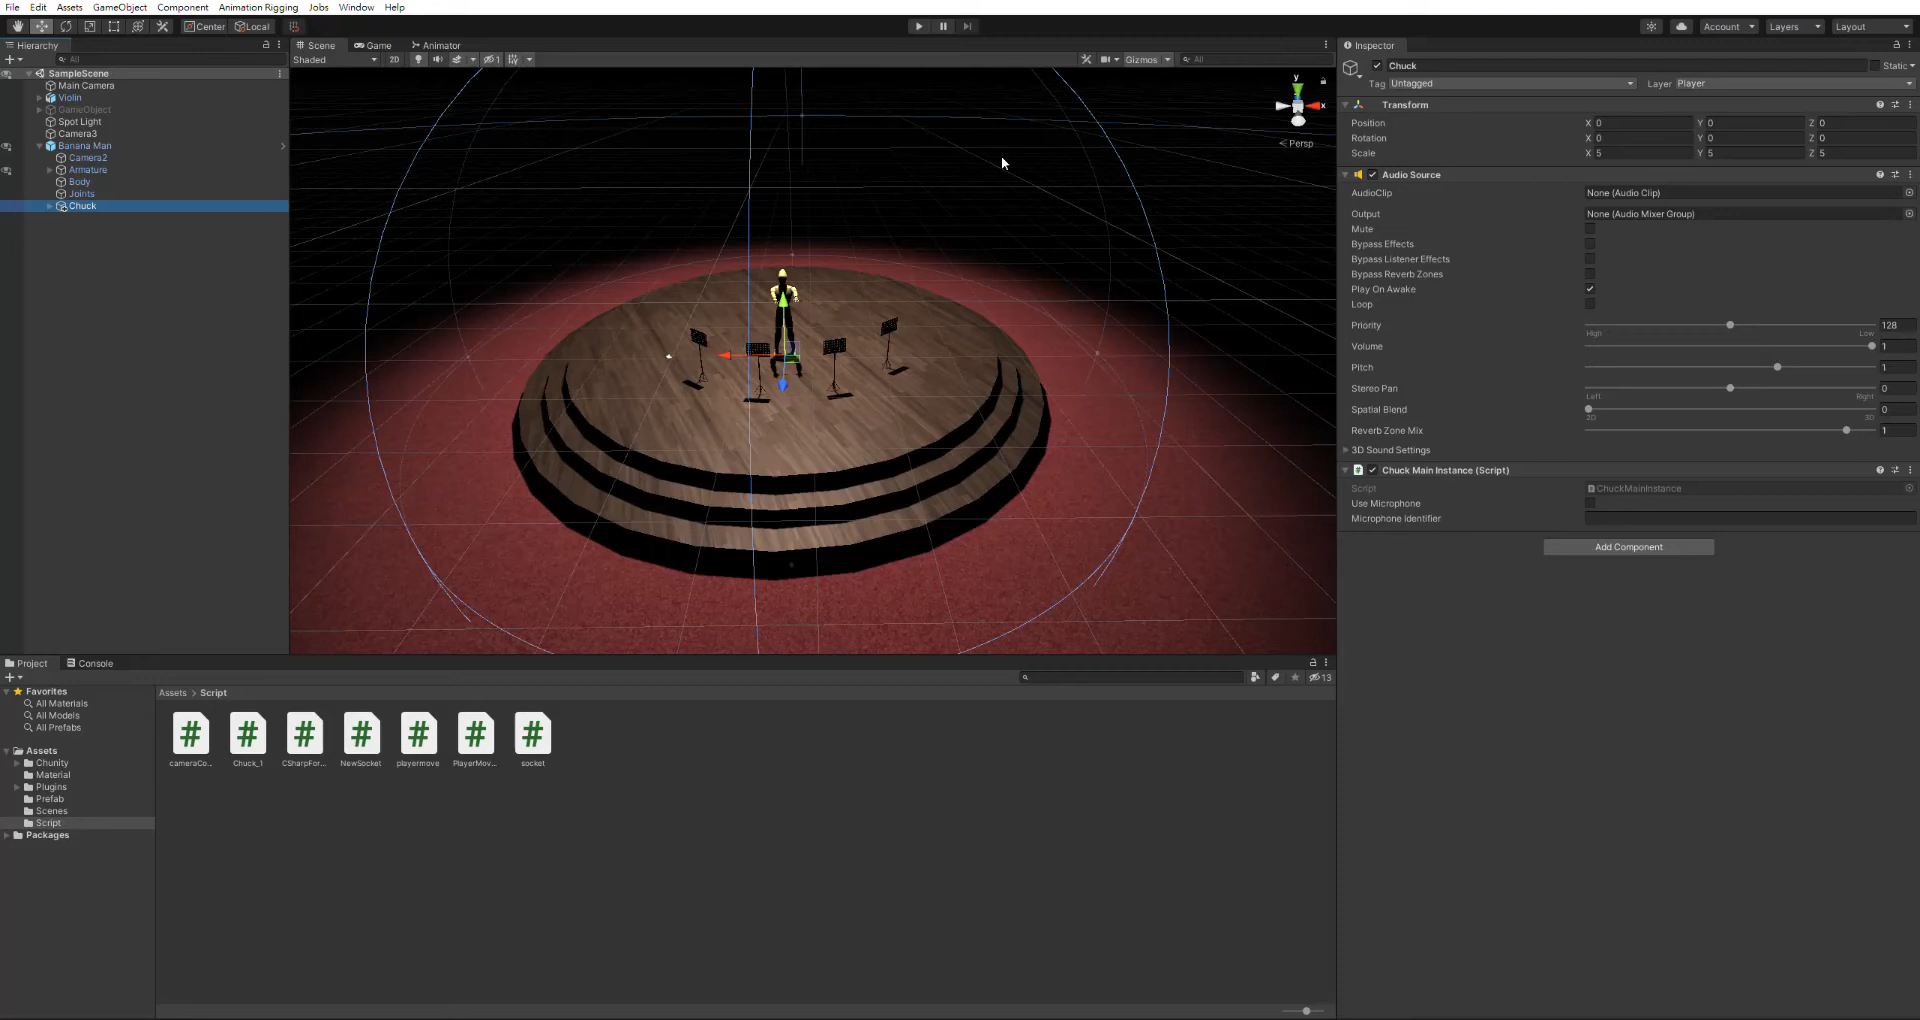 File Edit Assets GameObject Component Animation Rigging Jobs Window Help
Center Local Account Layers Layout
Hierarchy
All
SampleScene
Main Camera
Violin
GameObject
Spot Light
Camera3
Banana Man
Camera2
Armature
Body
Joints
Chuck
Scene Game Animator
Shaded 2D 1 Gizmos All
y
x
Persp
Inspector
Chuck Static
Tag Untagged Layer Player
Transform
Position X 0 Y 0 Z 0
Rotation X 0 Y 0 Z 0
Scale X 5 Y 5 Z 5
Audio Source
AudioClip None (Audio Clip)
Output None (Audio Mixer Group)
Mute
Bypass Effects
Bypass Listener Effects
Bypass Reverb Zones
Play On Awake
Loop
Priority 128
High Low
Volume 1
Pitch 1
Stereo Pan 0
Left Right
Spatial Blend 0
2D 3D
Reverb Zone Mix 1
3D Sound Settings
# Chuck Main Instance (Script)
Script ChuckMainInstance
Use Microphone
Microphone Identifier
Add Component
Project Console
13
Favorites
All Materials
All Models
All Prefabs
Assets
Chunity
Material
Plugins
Prefab
Scenes
Script
Packages
Assets > Script
# # # # # # #
cameraCo... Chuck_1 CSharpFor... NewSocket playermove PlayerMov... socket